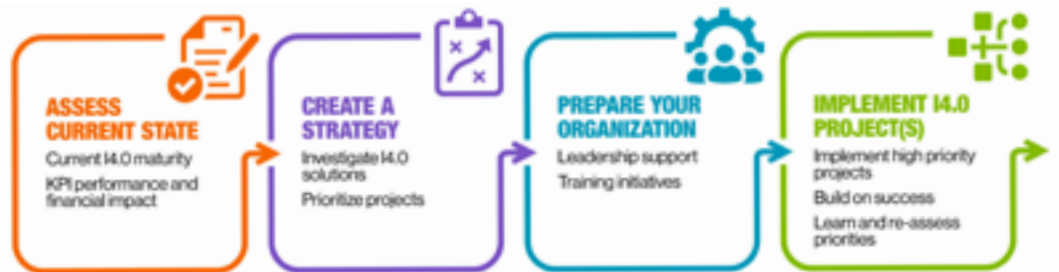 ASSESS
CURRENT STATE
Current I4.0 maturity
KPI performance and
financial impact
CREATE A
STRATEGY
Investigate I4.0
solutions
Prioritize projects
PREPARE YOUR
ORGANIZATION
Leadership support
Training initiatives
IMPLEMENT I4.0
PROJECT(S)
Implement high priority
projects
Build on success
Learn and re-assess
priorities